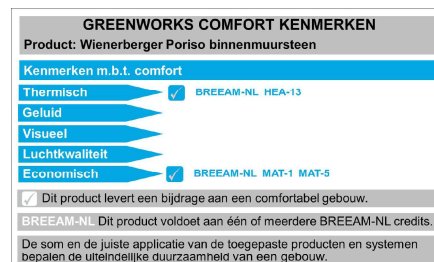 GREENWORKS COMFORT KENMERKEN
Product: Wienerberger Poriso binnenmuursteen
Kenmerken m.b.t. comfort
Thermisch BREEAM-NL HEA-13
Geluid
Visueel
Luchtkwaliteit
Economisch BREEAM-NL MAT-1 MAT-5
Dit product levert een bijdrage aan een comfortabel gebouw.
BREEAM-NL Dit product voldoet aan één of meerdere BREEAM-NL credits.
De som en de juiste applicatie van de toegepaste producten en systemen
bepalen de uiteindelijke duurzaamheid van een gebouw.